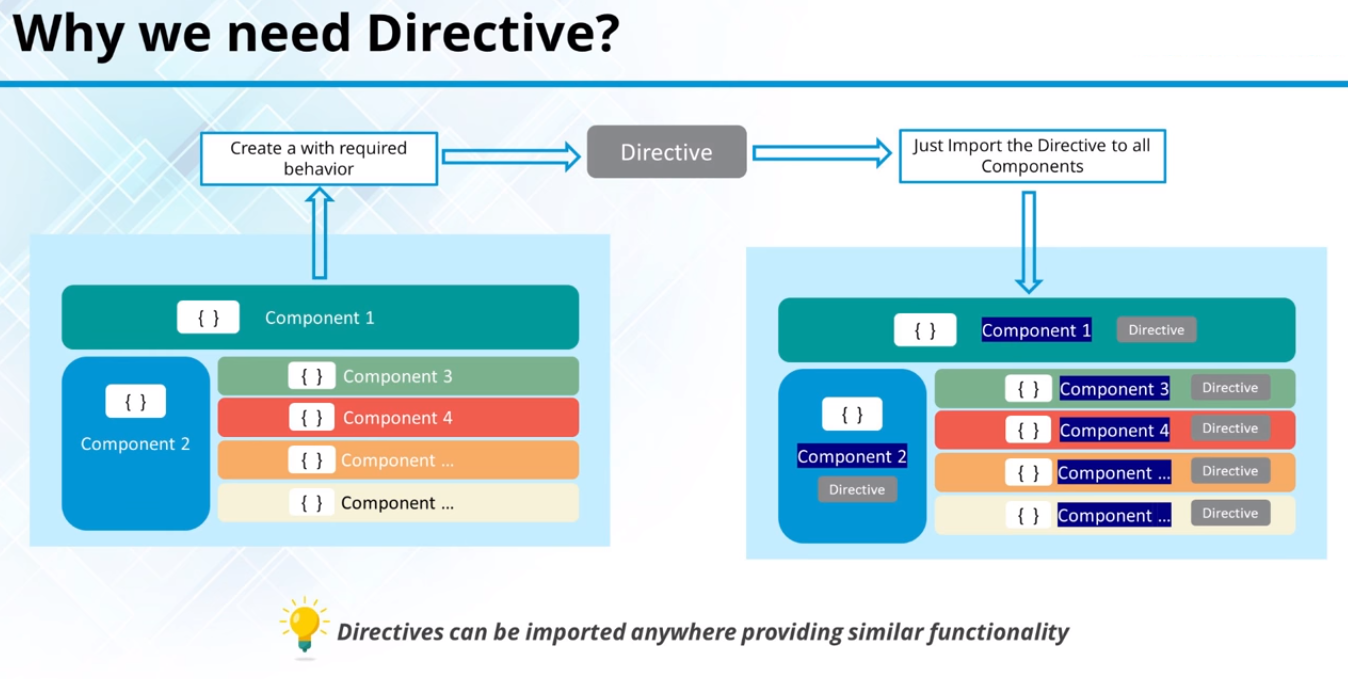 Why we need Directive?
Create a with required
behavior
Directive
Just Import the Directive to all
Components
{ } Component 1
{ }
Component 2
{ } Component 3
{ } Component 4
{ } Component ...
{ } Component ...
{ } Component 1 Directive
{ }
Component 2
Directive
{ } Component 3 Directive
{ } Component 4 Directive
{ } Component ... Directive
{ } Component ... Directive
Directives can be imported anywhere providing similar functionality